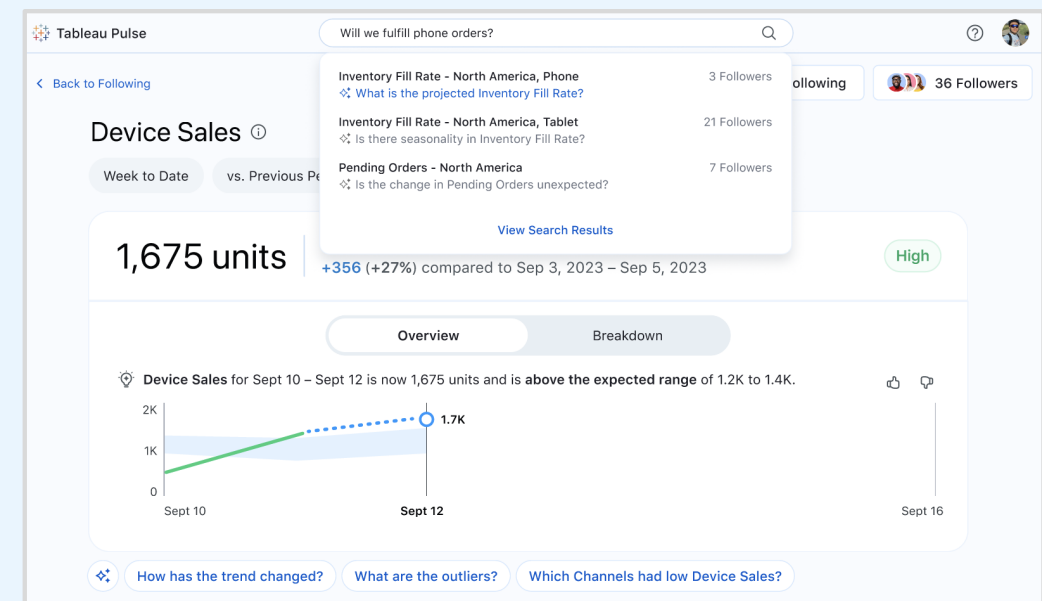 Tableau Pulse
Will we fulfill phone orders?
Back to Following
Inventory Fill Rate - North America, Phone 3 Followers
What is the projected Inventory Fill Rate?
Inventory Fill Rate - North America, Tablet 21 Followers
Is there seasonality in Inventory Fill Rate?
Pending Orders - North America 7 Followers
Is the change in Pending Orders unexpected?
View Search Results
ollowing
36 Followers
Device Sales
Week to Date
vs. Previous Pe
1,675 units
+356 (+27%) compared to Sep 3, 2023 – Sep 5, 2023
High
Overview
Breakdown
Device Sales for Sept 10 – Sept 12 is now 1,675 units and is above the expected range of 1.2K to 1.4K.
2K
1.7K
1K
0
Sept 10
Sept 12
Sept 16
How has the trend changed?
What are the outliers?
Which Channels had low Device Sales?